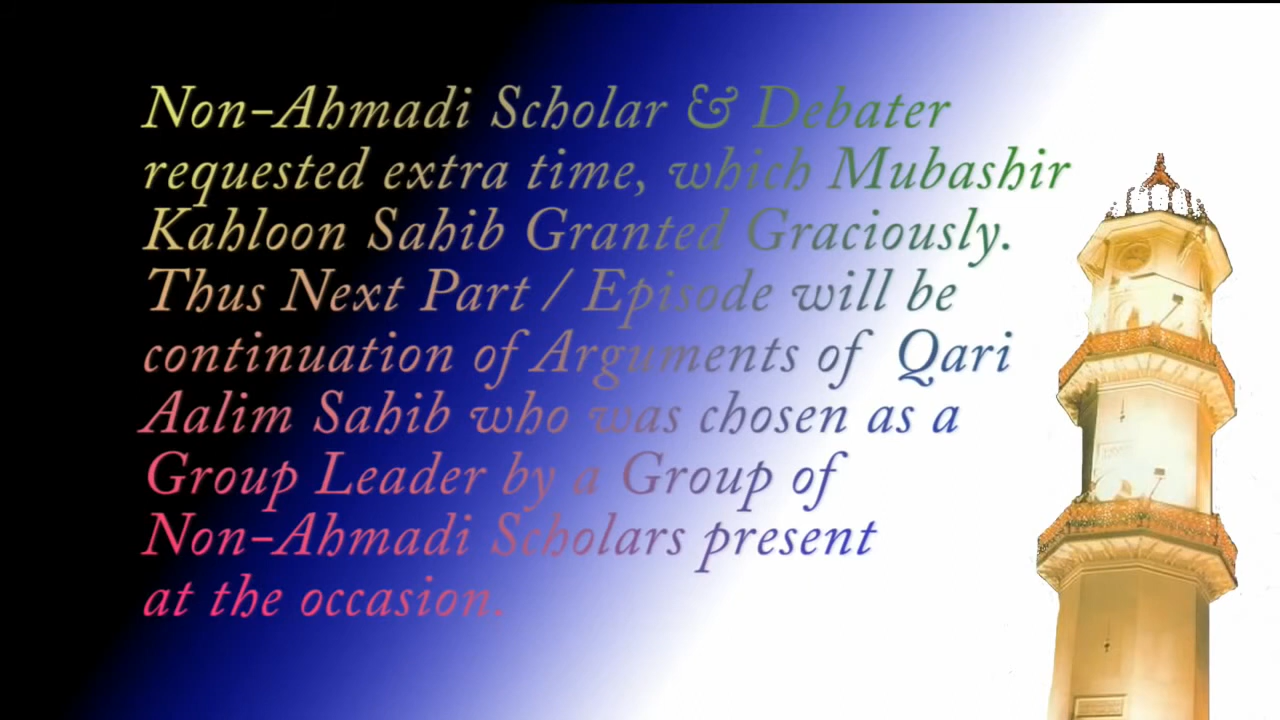 Non-Ahmadi Scholar & Debater
requested extra time, which Mubashir
Kahloon Sahib Granted Graciously.
Thus Next Part / Episode will be
continuation of Arguments of Qari
Aalim Sahib who was chosen as a
Group Leader by a Group of
Non-Ahmadi Scholars present
at the occasion.